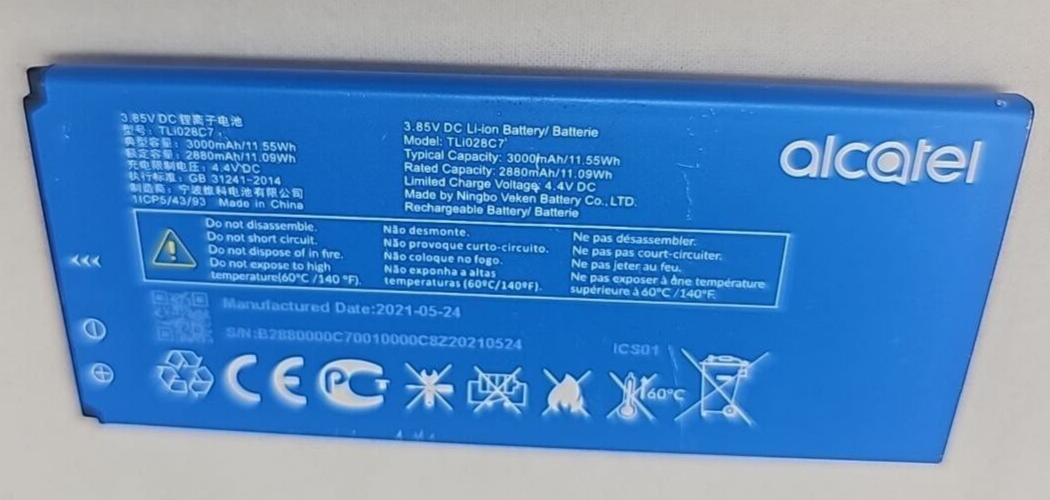 3.85V DC 锂离子电池
型号: TLi028C7
典型容量: 3000mAh/11.55Wh
额定容量: 2880mAh/11.09Wh
充电限制电压: 4.4V DC
执行标准: GB 31241-2014
制造商: 宁波维科电池有限公司
1ICP5/43/93 Made in China
3.85V DC Li-ion Battery/ Batterie
Model: TLi028C7
Typical Capacity: 3000mAh/11.55Wh
Rated Capacity: 2880mAh/11.09Wh
Limited Charge Voltage: 4.4V DC
Made by Ningbo Veken Battery Co., LTD.
Rechargeable Battery/ Batterie
alcatel
Do not disassemble.
Do not short circuit.
Do not dispose of in fire.
Do not expose to high
temperature(60°C /140 °F).
Não desmonte.
Não provoque curto-circuito.
Não coloque no fogo.
Não exponha a altas
temperaturas (60ºC/140ºF).
Ne pas désassembler.
Ne pas pas court-circuiter.
Ne pas jeter au feu.
Ne pas exposer à ène température
supérieure à 60°C /140°F.
Manufactured Date:2021-05-24
S/N:B2880000C70010000C8Z20210524
ICS01
CE
60°C